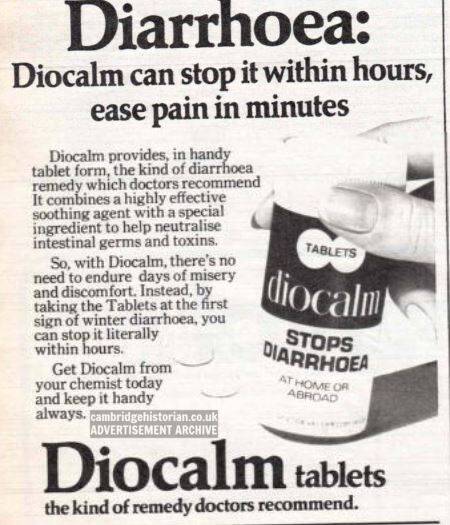 Diarrhoea:
Diocalm can stop it within hours,
ease pain in minutes
Diocalm provides, in handy
tablet form, the kind of diarrhoea
remedy which doctors recommend
It combines a highly effective
soothing agent with a special
ingredient to help neutralise
intestinal germs and toxins.
So, with Diocalm, there's no
need to endure days of misery
and discomfort. Instead, by
taking the Tablets at the first
sign of winter diarrhoea, you
can stop it literally
within hours.
Get Diocalm from
your chemist today
and keep it handy
always.
cambridgehistorian.co.uk
ADVERTISEMENT ARCHIVE
TABLETS
diocalm
STOPS
DIARRHOEA
AT HOME OR
ABROAD
Diocalm tablets
the kind of remedy doctors recommend.